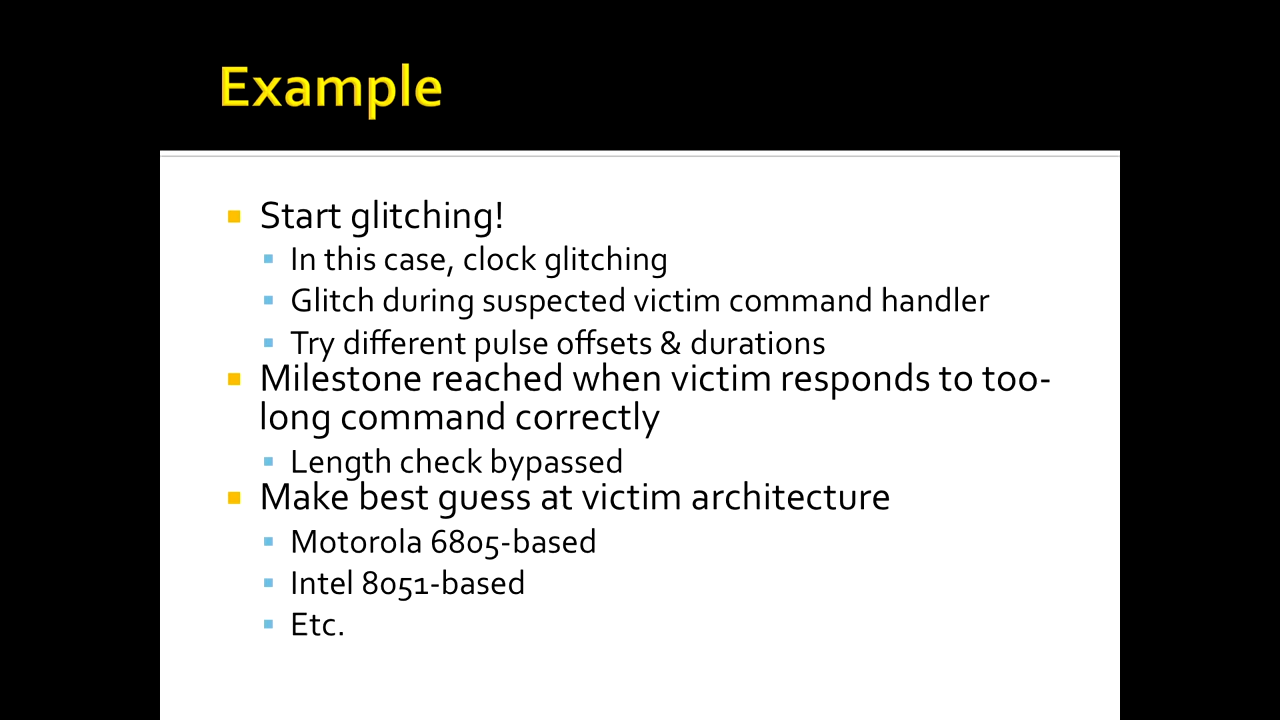 Example
Start glitching!
In this case, clock glitching
Glitch during suspected victim command handler
Try different pulse offsets & durations
Milestone reached when victim responds to too-
long command correctly
Length check bypassed
Make best guess at victim architecture
Motorola 6805-based
Intel 8051-based
Etc.